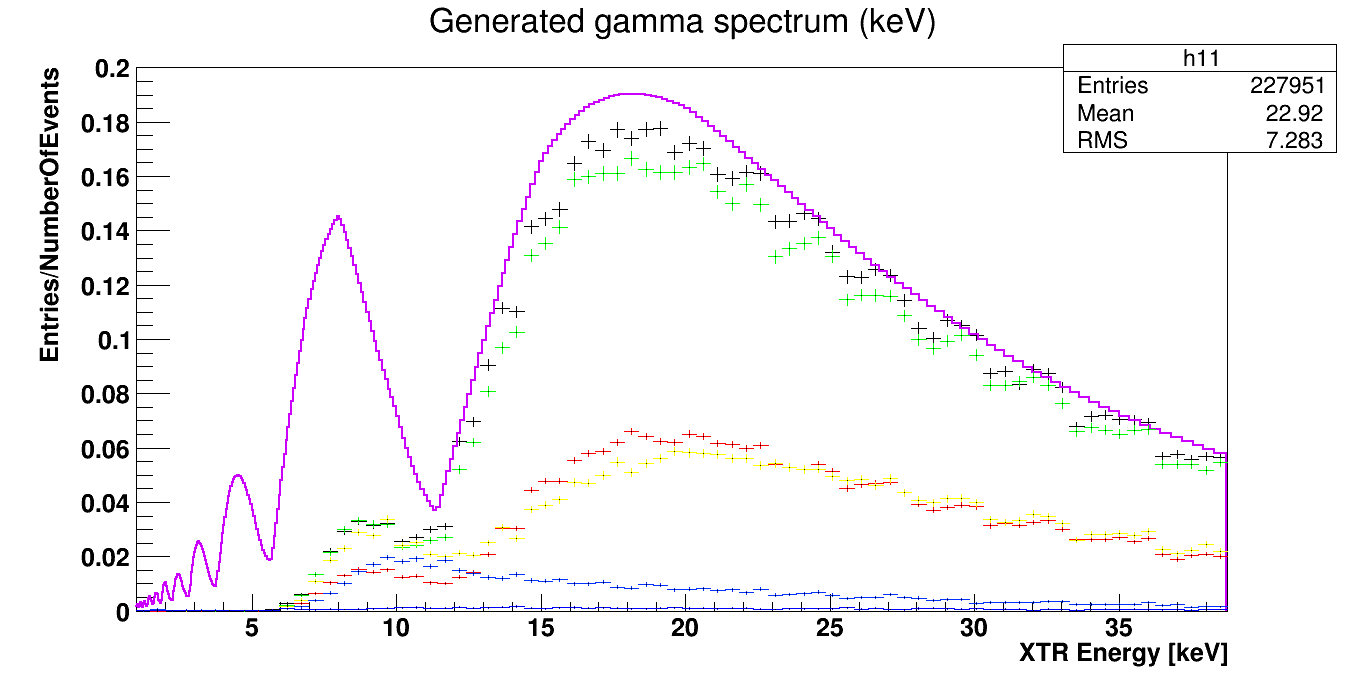 Generated gamma spectrum (keV)
h11
Entries 227951
Mean 22.92
RMS 7.283
Entries/NumberOfEvents
0.2
0.18
0.16
0.14
0.12
0.1
0.08
0.06
0.04
0.02
0
5 10 15 20 25 30 35
XTR Energy [keV]